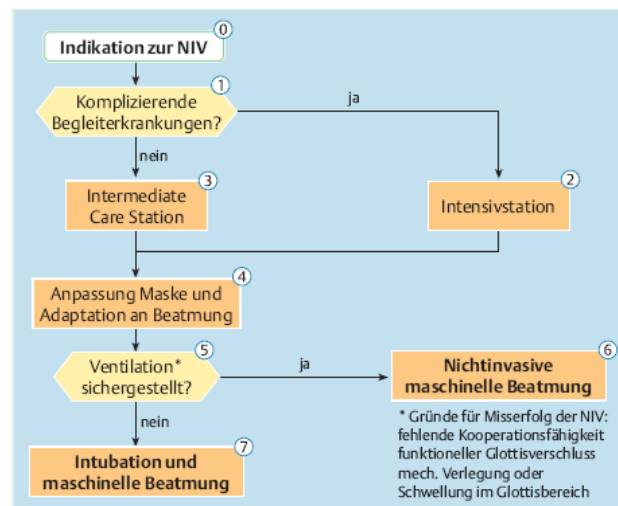 0
Indikation zur NIV
1
Komplizierende
Begleiterkrankungen?
ja
nein
3
Intermediate
Care Station
2
Intensivstation
4
Anpassung Maske und
Adaptation an Beatmung
5
Ventilation*
sichergestellt?
ja
6
Nichtinvasive
maschinelle Beatmung
nein
* Gründe für Misserfolg der NIV:
fehlende Kooperationsfähigkeit
funktioneller Glottisverschluss
mech. Verlegung oder
Schwellung im Glottisbereich
7
Intubation und
maschinelle Beatmung